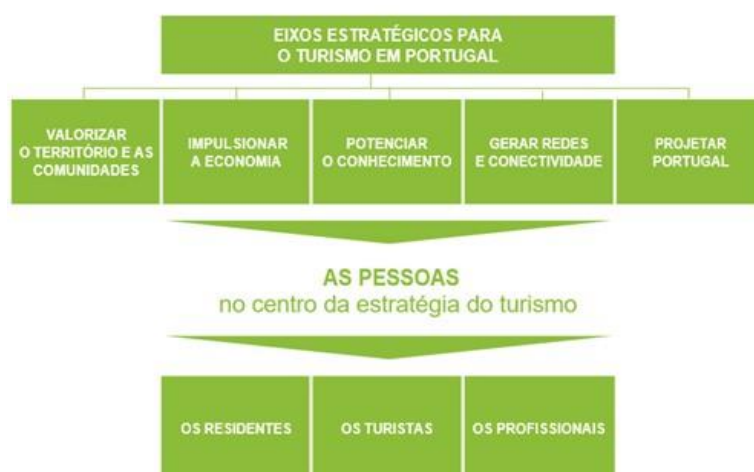 EIXOS ESTRATÉGICOS PARA
O TURISMO EM PORTUGAL
VALORIZAR
O TERRITÓRIO E AS
COMUNIDADES
IMPULSIONAR
A ECONOMIA
POTENCIAR
O CONHECIMENTO
GERAR REDES
E CONECTIVIDADE
PROJETAR
PORTUGAL
AS PESSOAS
no centro da estratégia do turismo
OS RESIDENTES
OS TURISTAS
OS PROFISSIONAIS